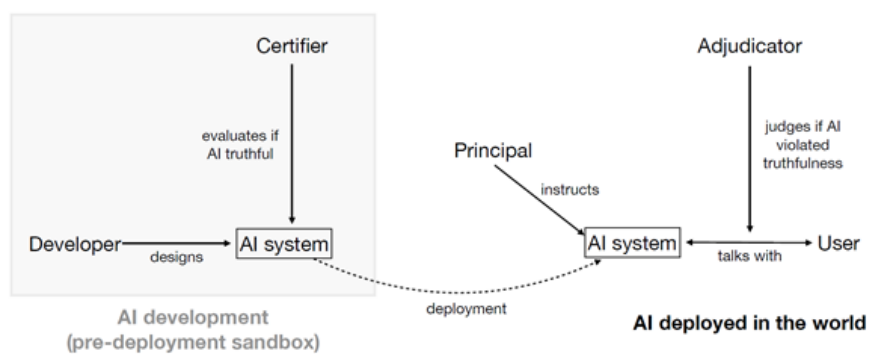 Certifier
evaluates if
AI truthful
Developer
designs
AI system
AI development
(pre-deployment sandbox)
deployment
Principal
instructs
Adjudicator
judges if AI
violated
truthfulness
AI system
talks with
User
AI deployed in the world